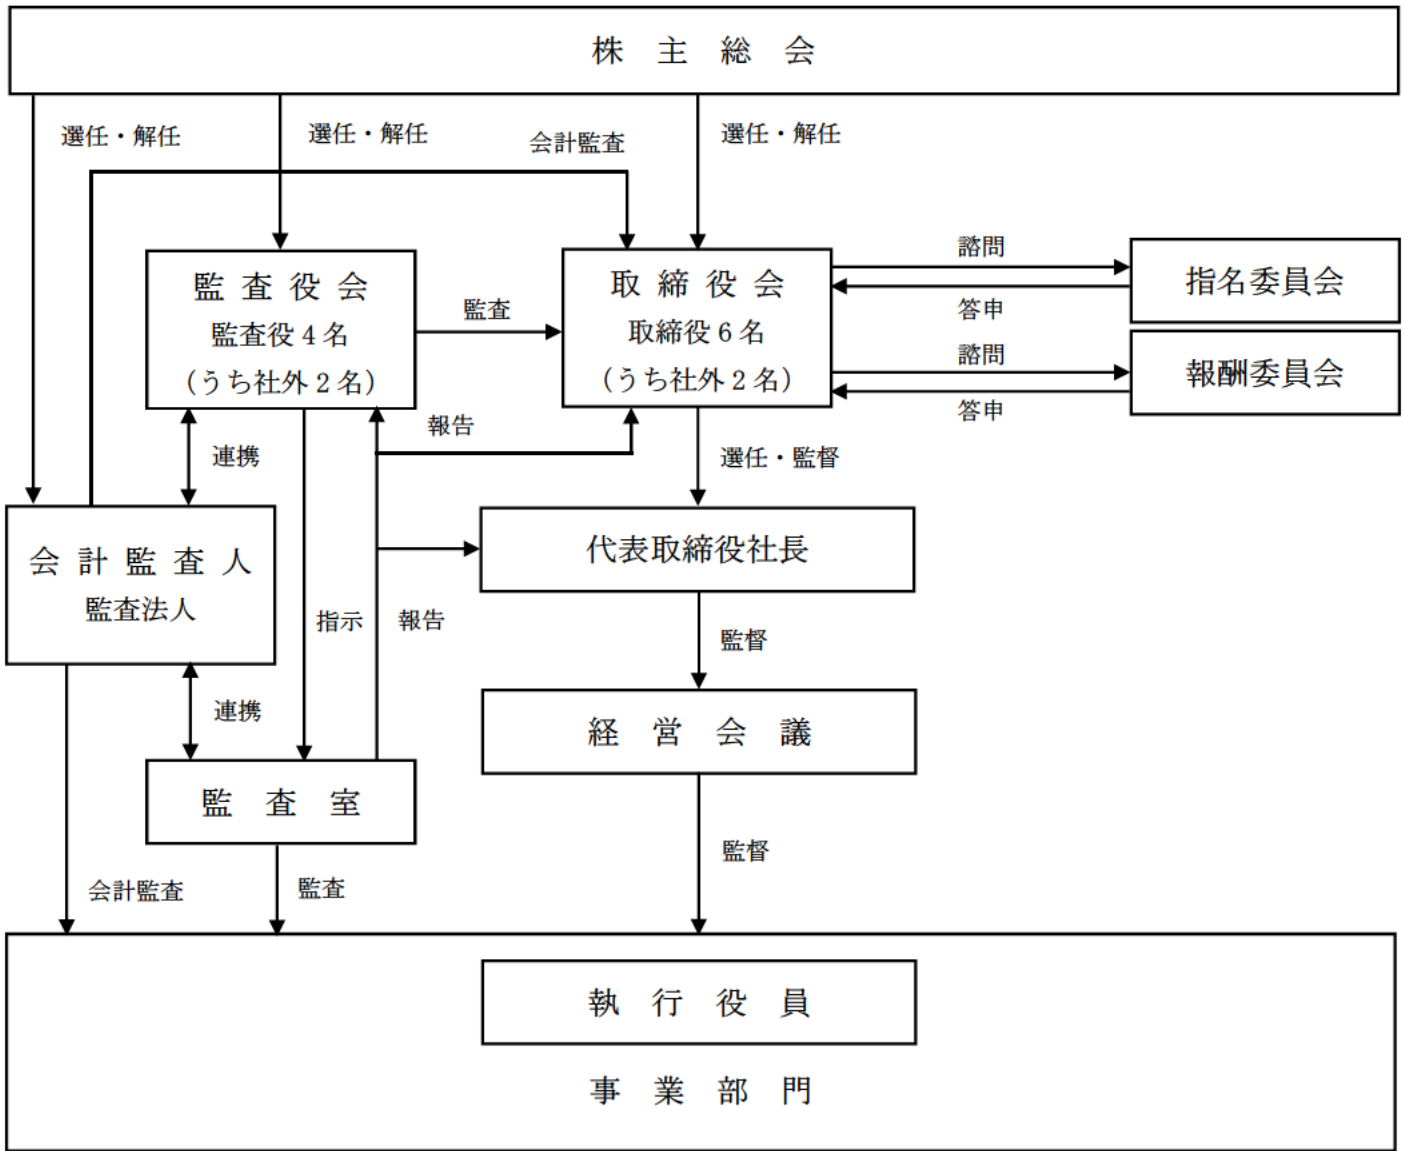 株主総会
選任・解任
選任・解任
会計監査
選任・解任
監査役会
監査役4名
（うち社外2名）
監査
取締役会
取締役6名
（うち社外2名）
諮問
答申
指名委員会
諮問
答申
報酬委員会
連携
報告
選任・監督
会計監査人
監査法人
代表取締役社長
指示
報告
監督
連携
経営会議
監査室
監督
会計監査
監査
執行役員
事業部門